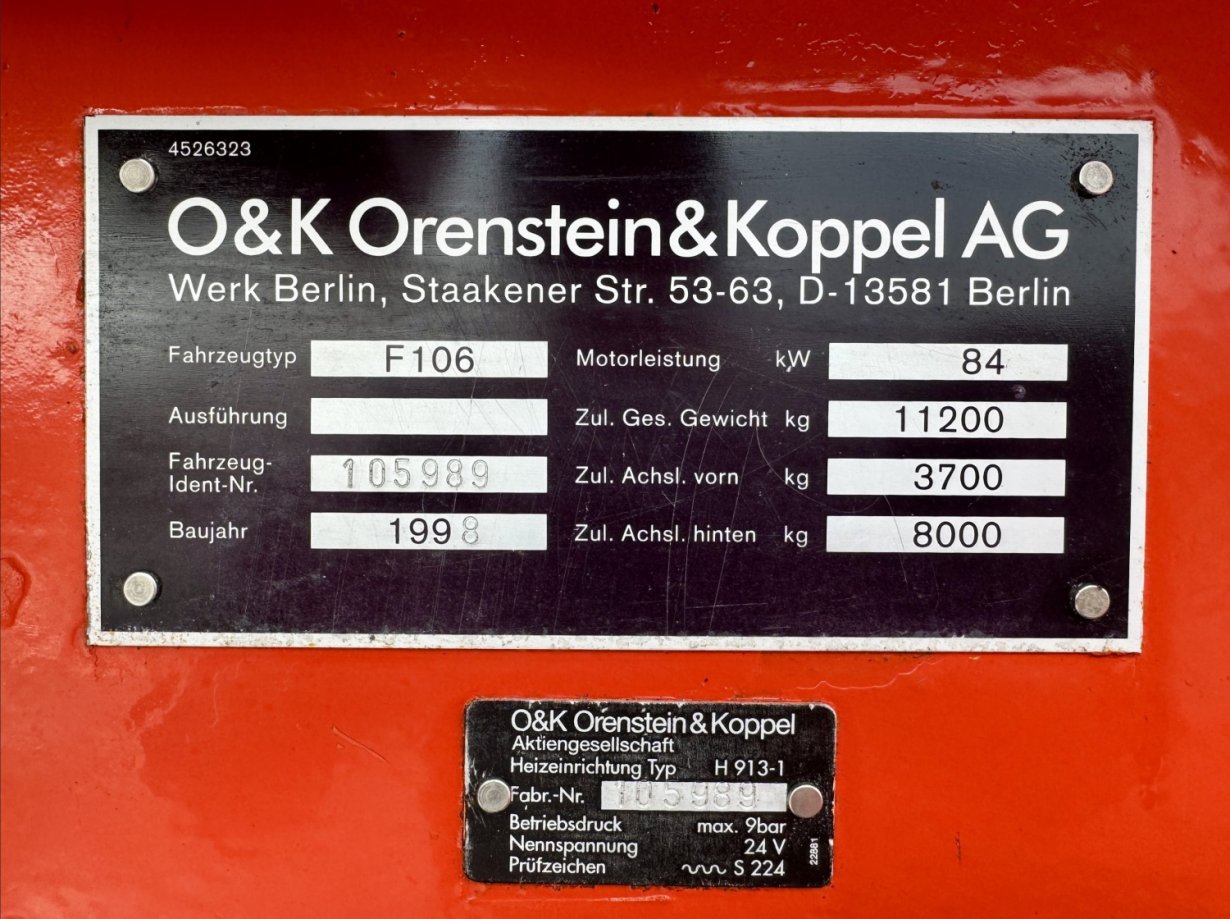 4526323
O&K Orenstein&Koppel AG
Werk Berlin, Staakener Str. 53-63, D-13581 Berlin
Fahrzeugtyp F106 Motorleistung kW 84
Ausführung Zul. Ges. Gewicht kg 11200
Fahrzeug-
Ident-Nr. 105989 Zul. Achsl. vorn kg 3700
Baujahr 1998 Zul. Achsl. hinten kg 8000
O&K Orenstein&Koppel
Aktiengesellschaft
Heizeinrichtung Typ H 913-1
Fabr.-Nr. 105989
Betriebsdruck max. 9bar
Nennspannung 24 V
Prüfzeichen S 224
22881